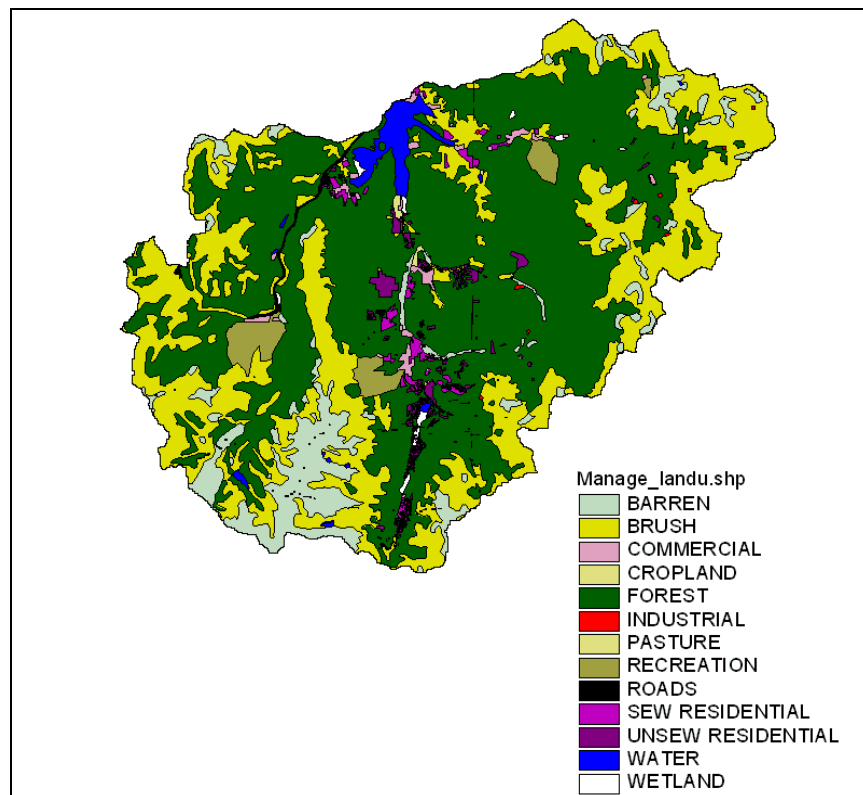 Manage_landu.shp
BARREN
BRUSH
COMMERCIAL
CROPLAND
FOREST
INDUSTRIAL
PASTURE
RECREATION
ROADS
SEW RESIDENTIAL
UNSEW RESIDENTIAL
WATER
WETLAND